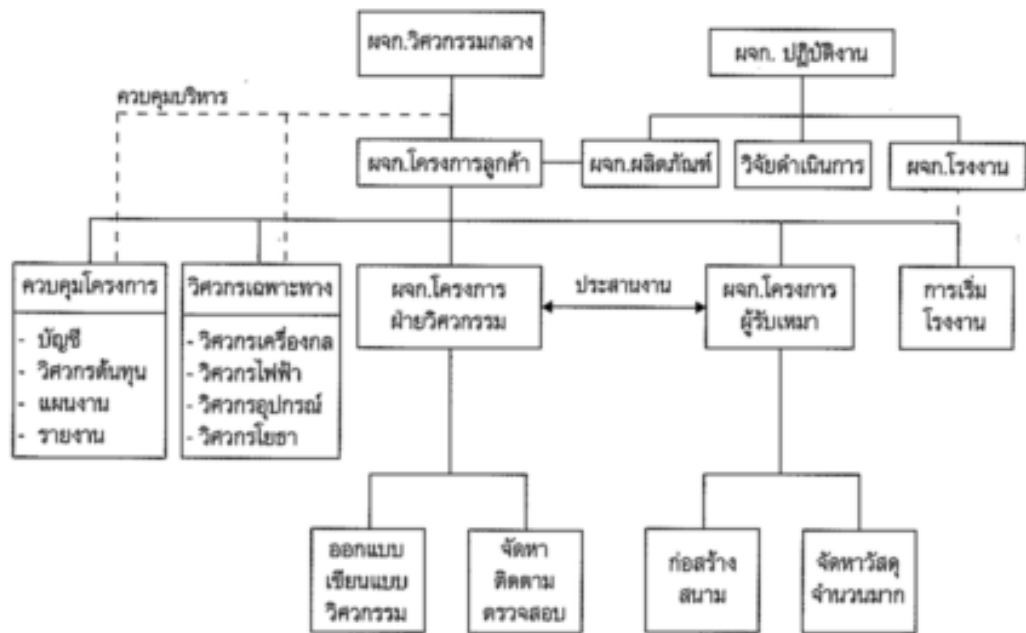 ผจก.วิศวกรรมกลาง
ผจก. ปฏิบัติงาน
ควบคุมบริหาร
ผจก.โครงการลูกค้า
ผจก.ผลิตภัณฑ์
วิจัยดำเนินการ
ผจก.โรงงาน
ควบคุมโครงการ
- บัญชี
- วิศวกรต้นทุน
- แผนงาน
- รายงาน
วิศวกรเฉพาะทาง
- วิศวกรเครื่องกล
- วิศวกรไฟฟ้า
- วิศวกรอุปกรณ์
- วิศวกรโยธา
ผจก.โครงการ
ฝ่ายวิศวกรรม
ประสานงาน
ผจก.โครงการ
ผู้รับเหมา
การเริ่ม
โรงงาน
ออกแบบ
เขียนแบบ
วิศวกรรม
จัดหา
ติดตาม
ตรวจสอบ
ก่อสร้าง
สนาม
จัดหาวัสดุ
จำนวนมาก